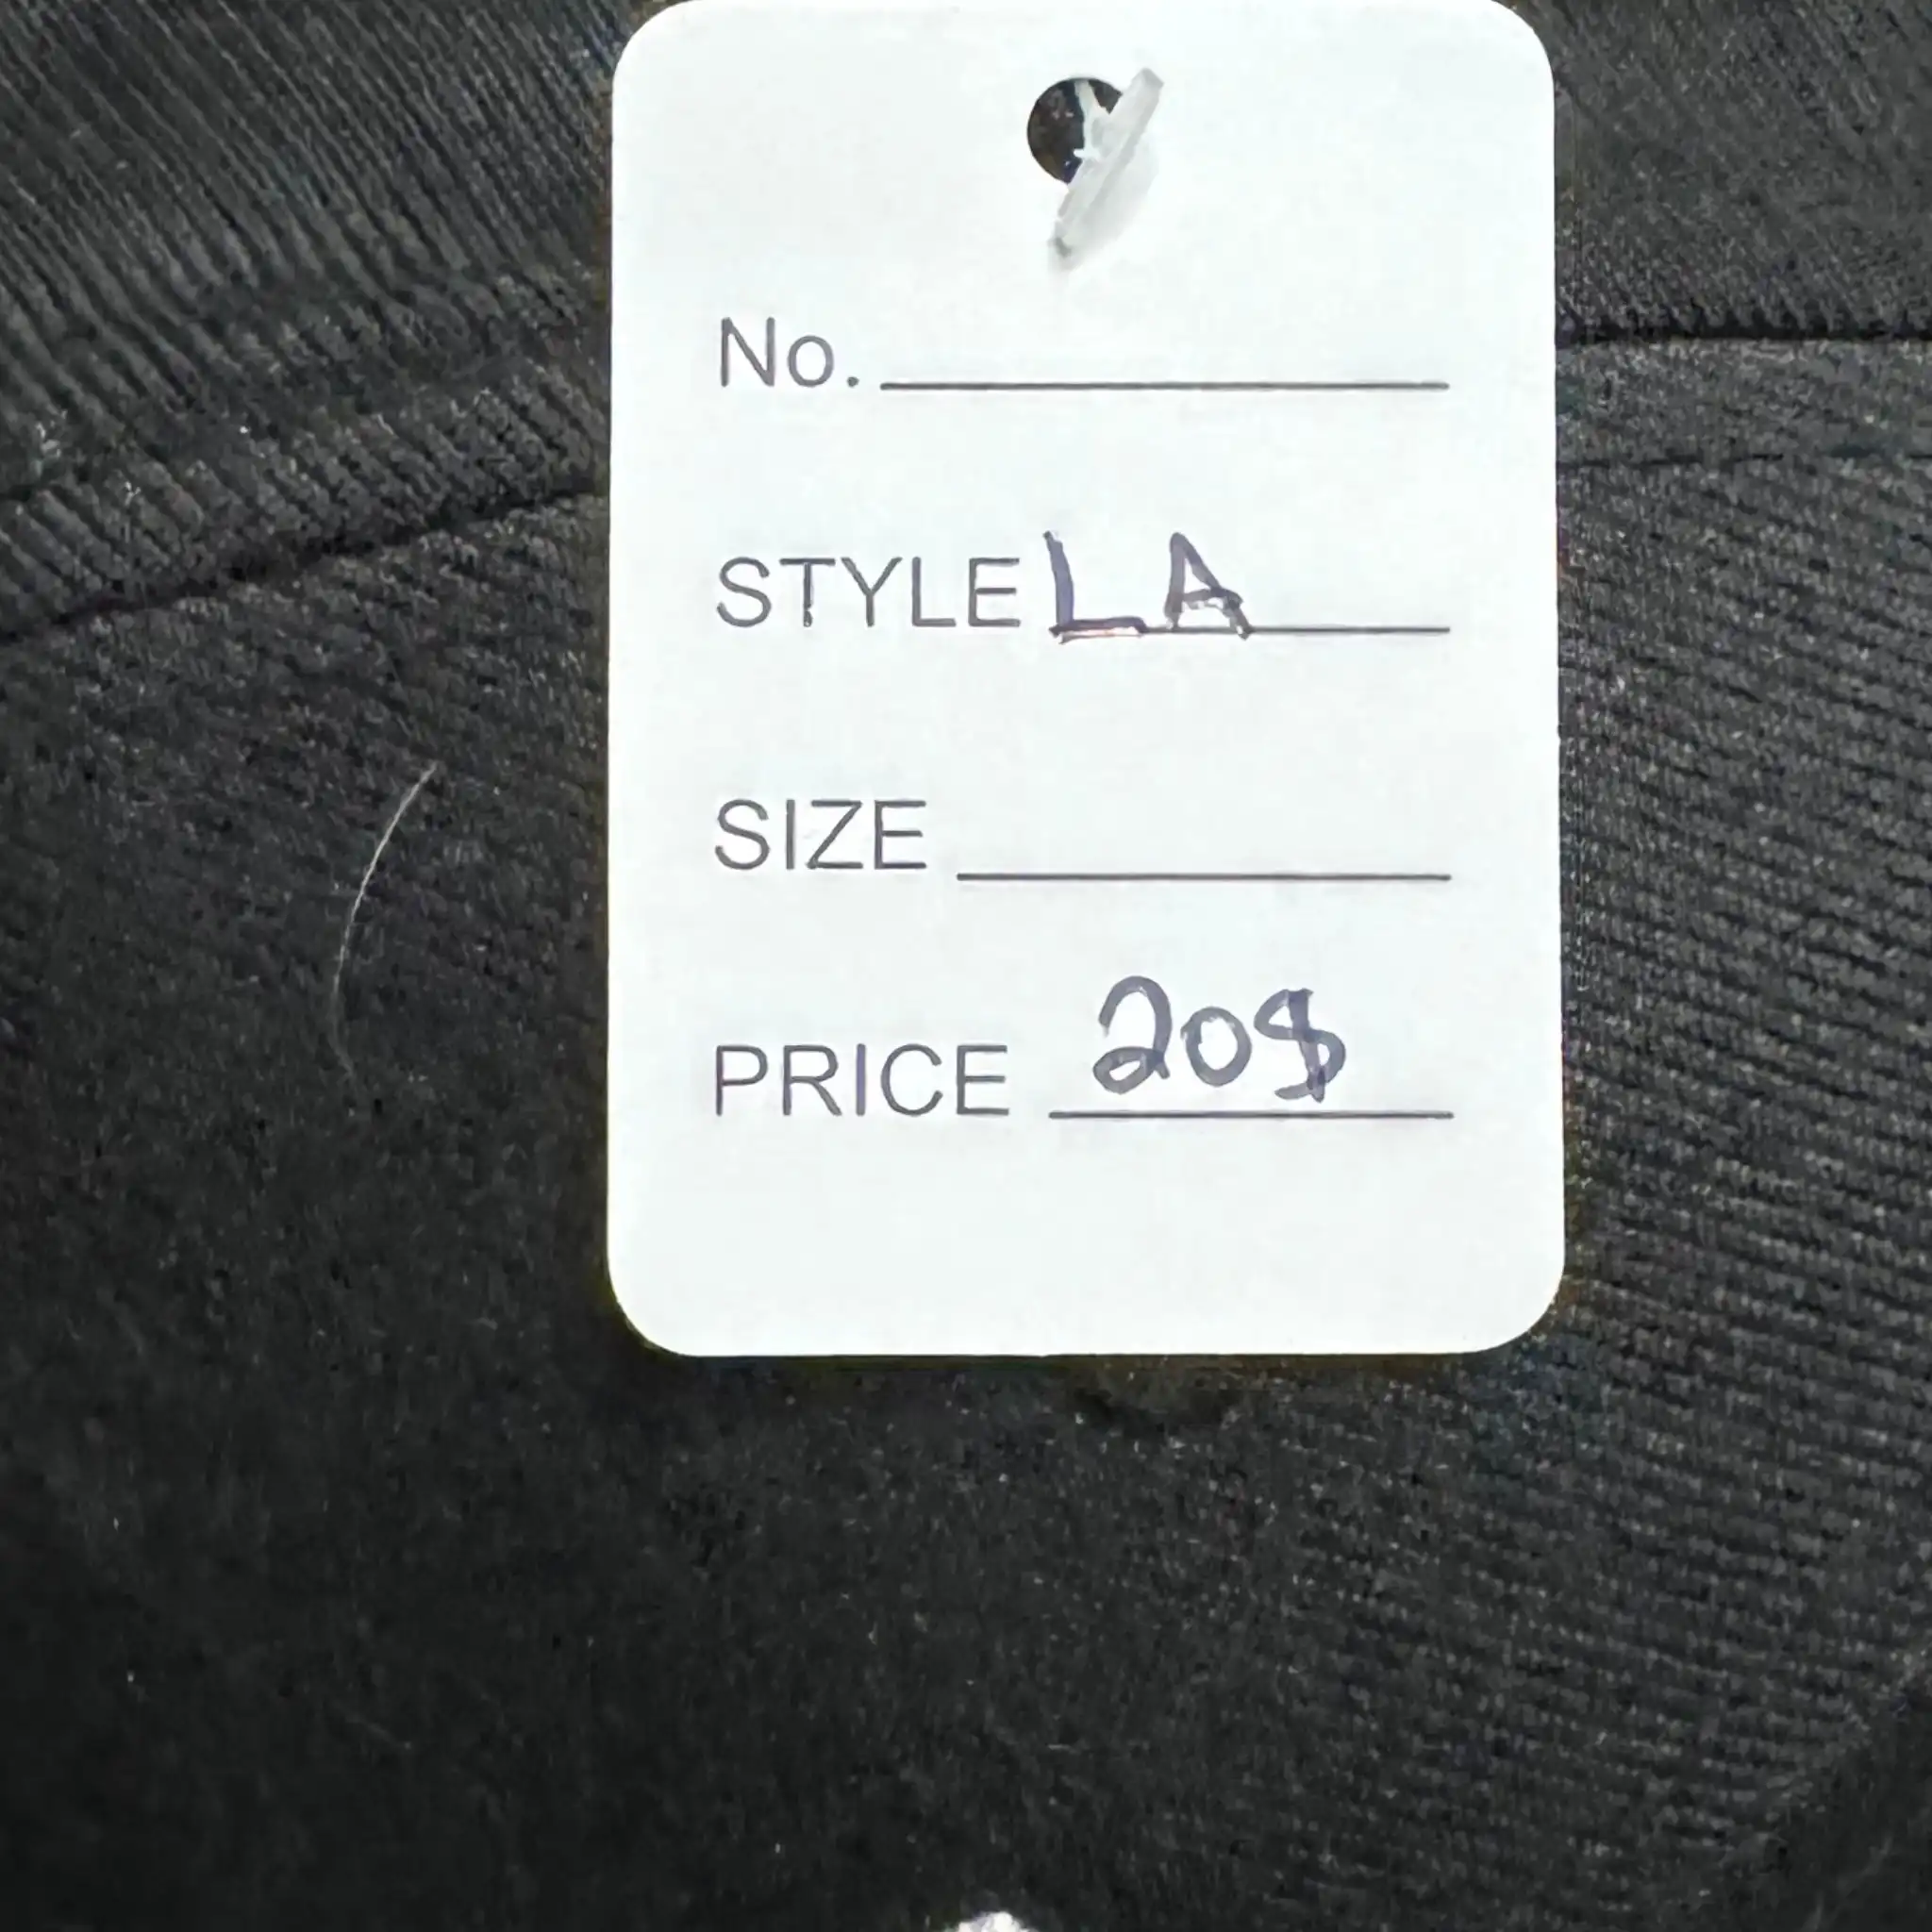 No.
STYLE LA
SIZE
PRICE 20$